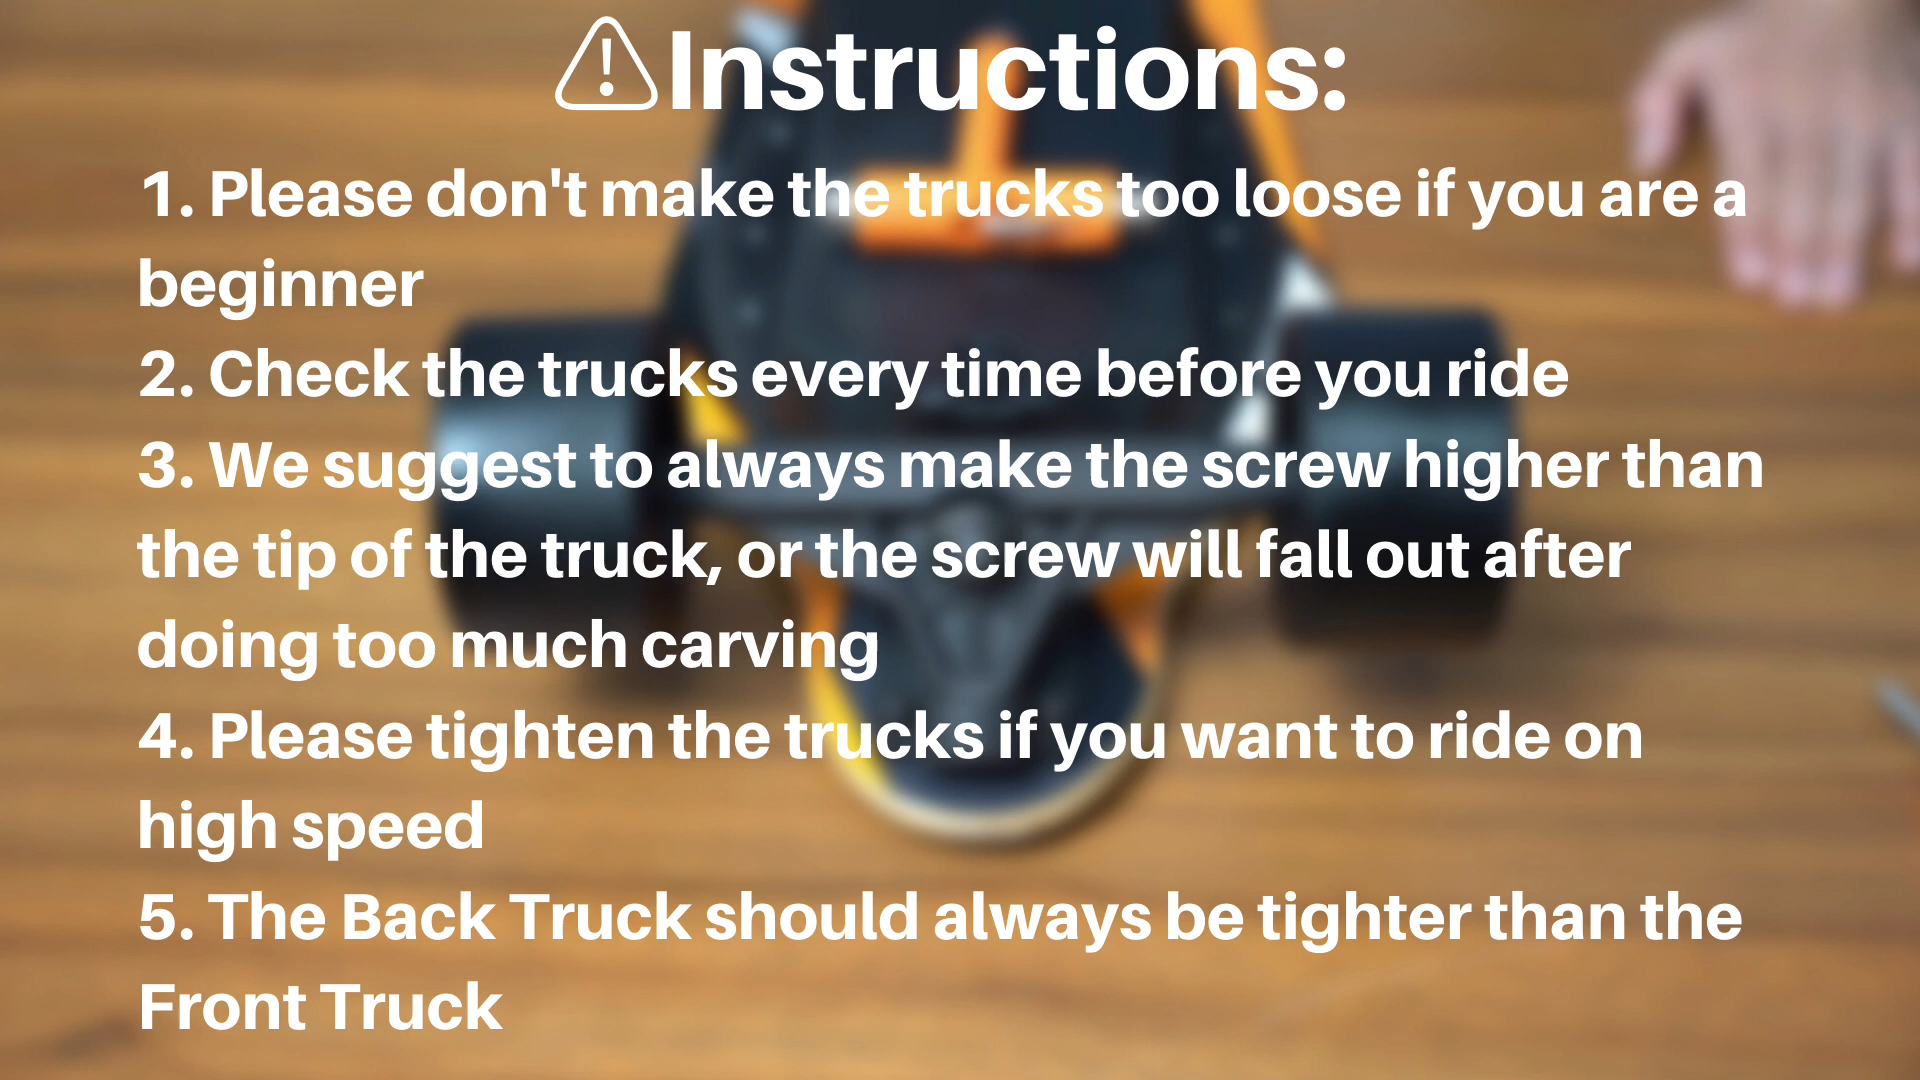 ⚠Instructions:
1. Please don't make the trucks too loose if you are a
beginner
2. Check the trucks every time before you ride
3. We suggest to always make the screw higher than
the tip of the truck, or the screw will fall out after
doing too much carving
4. Please tighten the trucks if you want to ride on
high speed
5. The Back Truck should always be tighter than the
Front Truck